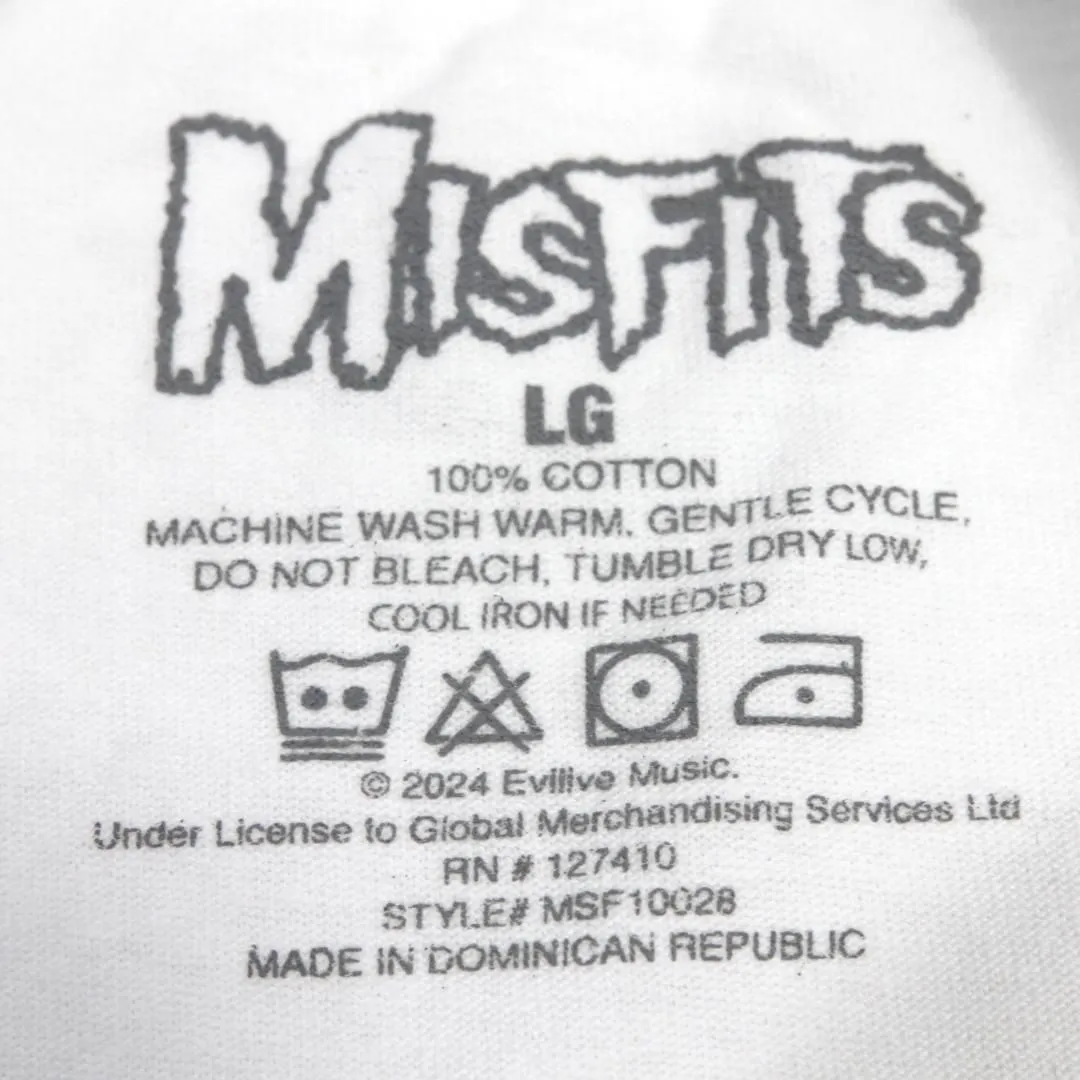 MISFITS
LG
100% COTTON
MACHINE WASH WARM, GENTLE CYCLE,
DO NOT BLEACH, TUMBLE DRY LOW,
COOL IRON IF NEEDED
© 2024 Evilive Music.
Under License to Global Merchandising Services Ltd
RN # 127410
STYLE# MSF10028
MADE IN DOMINICAN REPUBLIC